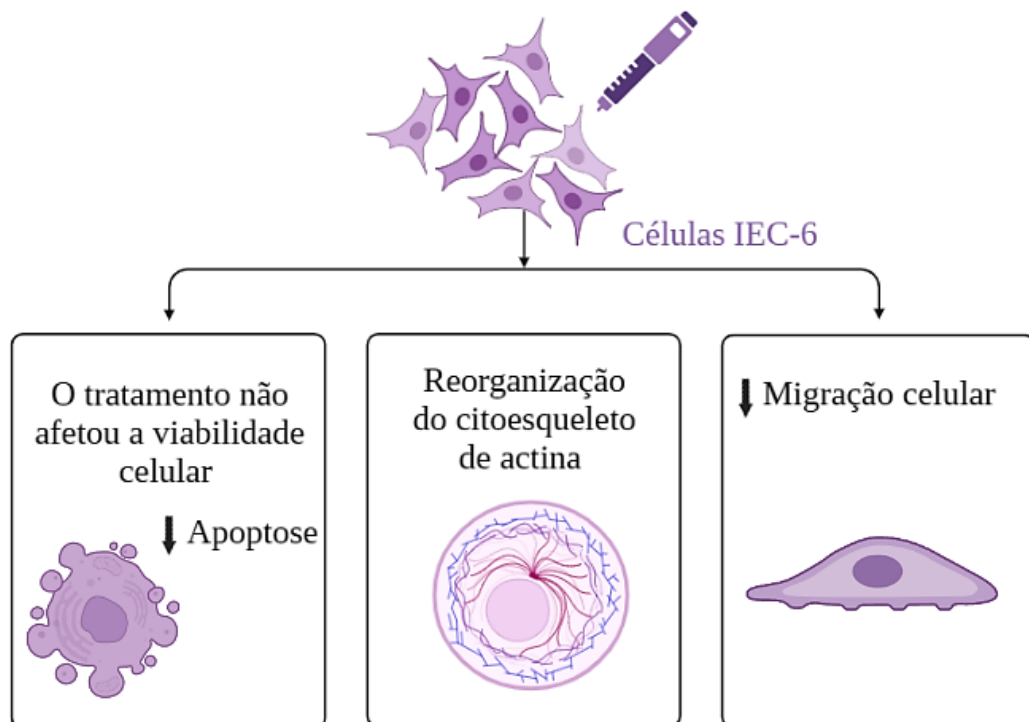 Células IEC-6
O tratamento não
afetou a viabilidade
celular
Apoptose
Reorganização
do citoesqueleto
de actina
Migração celular